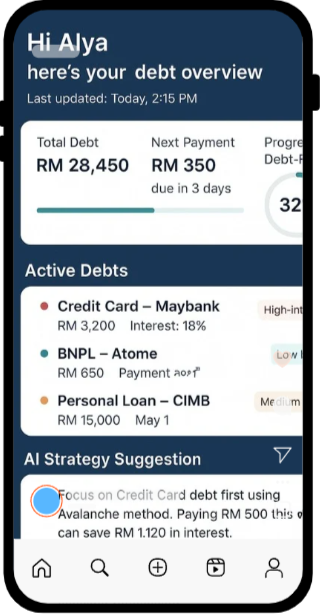 Hi Alya
here's your debt overview
Last updated: Today, 2:15 PM
Total Debt
Next Payment
Progre
RM 28,450
RM 350
Debt-F
due in 3 days
32
Active Debts
Credit Card – Maybank
High-int
RM 3,200 Interest: 18%
BNPL – Atome
Low
RM 650 Payment
Personal Loan – CIMB
Medium
RM 15,000 May 1
AI Strategy Suggestion
Focus on Credit Card debt first using
Avalanche method. Paying RM 500 this
can save RM 1.120 in interest.